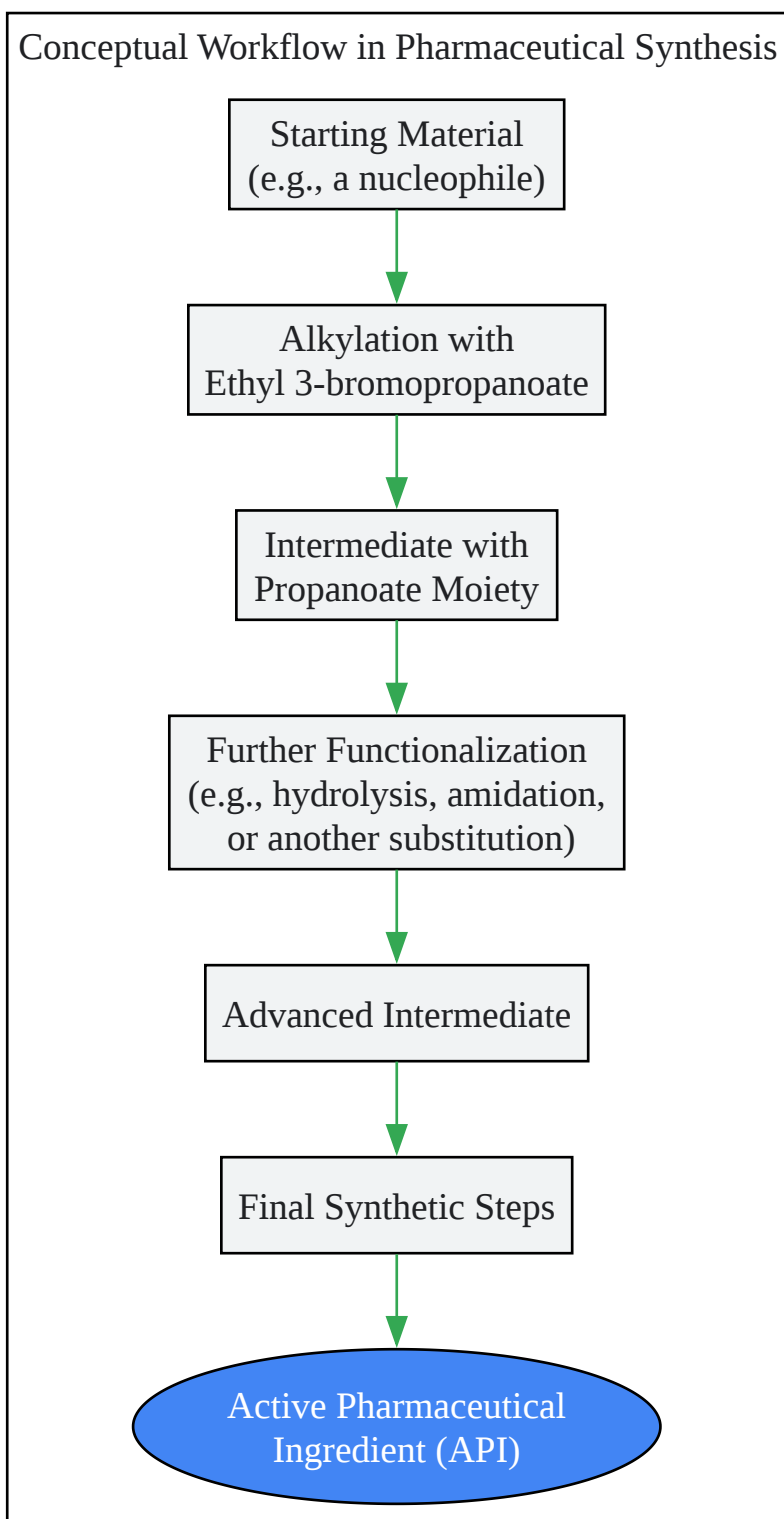 Conceptual Workflow in Pharmaceutical Synthesis
Starting Material
(e.g., a nucleophile)
Alkylation with
Ethyl 3-bromopropanoate
Intermediate with
Propanoate Moiety
Further Functionalization
(e.g., hydrolysis, amidation,
or another substitution)
Advanced Intermediate
Final Synthetic Steps
Active Pharmaceutical
Ingredient (API)